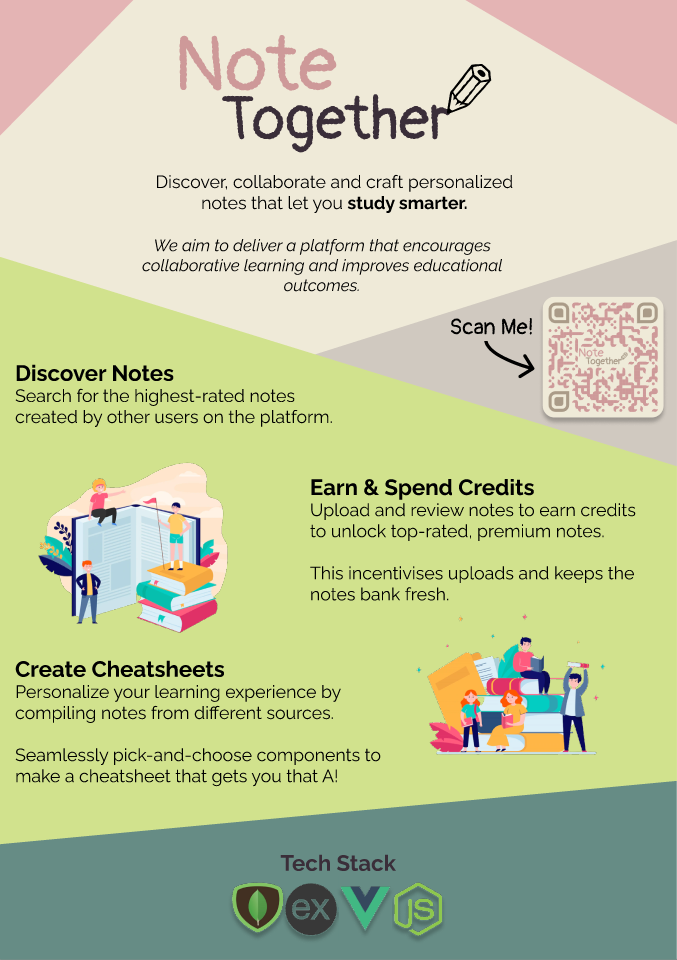 Note
Together
Discover, collaborate and craft personalized
notes that let you study smarter.
We aim to deliver a platform that encourages
collaborative learning and improves educational
outcomes.
Scan Me!
Note
Together
Discover Notes
Search for the highest-rated notes
created by other users on the platform.
Earn & Spend Credits
Upload and review notes to earn credits
to unlock top-rated, premium notes.
This incentivises uploads and keeps the
notes bank fresh.
Create Cheatsheets
Personalize your learning experience by
compiling notes from different sources.
Seamlessly pick-and-choose components to
make a cheatsheet that gets you that A!
Tech Stack
ex
JS